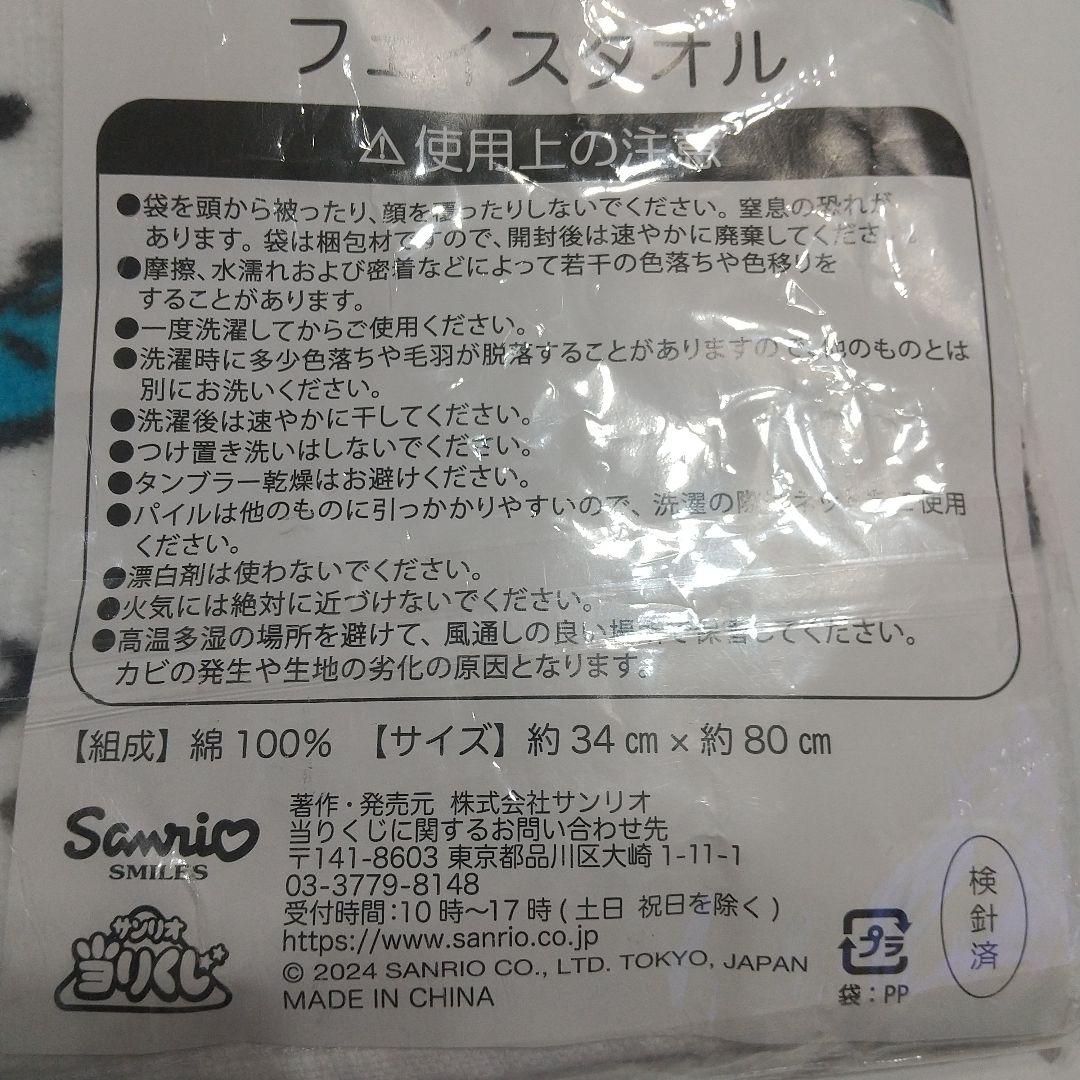 フェイスタオル
⚠使用上の注意
●袋を頭から被ったり、顔を覆ったりしないでください。窒息の恐れが
あります。袋は梱包材ですので、開封後は速やかに廃棄してくださ
●摩擦、水濡れおよび密着などによって若干の色落ちや色移りを
することがあります。
●一度洗濯してからご使用ください。
●洗濯時に多少色落ちや毛羽が脱落することがありますので、他のものとは
別にお洗いください。
●洗濯後は速やかに干してください。
●つけ置き洗いはしないでください。
●タンブラー乾燥はお避けください。
●パイルは他のものに引っかかりやすいので、洗濯の際 ネッ 使用
ください。
●漂白剤は使わないでください。
●火気には絶対に近づけないでください。
●高温多湿の場所を避けて、風通しの良い場所で保管してください。
カビの発生や生地の劣化の原因となります。
【組成】綿100% 【サイズ】約34㎝×約80㎝
Sanrio
SMILES
サンリオ
当りくじ
著作・発売元 株式会社サンリオ
当りくじに関するお問い合わせ先
〒141-8603 東京都品川区大崎1-11-1
03-3779-8148
受付時間:10時〜17時(土日 祝日を除く)
https://www.sanrio.co.jp
© 2024 SANRIO CO., LTD. TOKYO, JAPAN
MADE IN CHINA
プラ
袋:PP
検針済